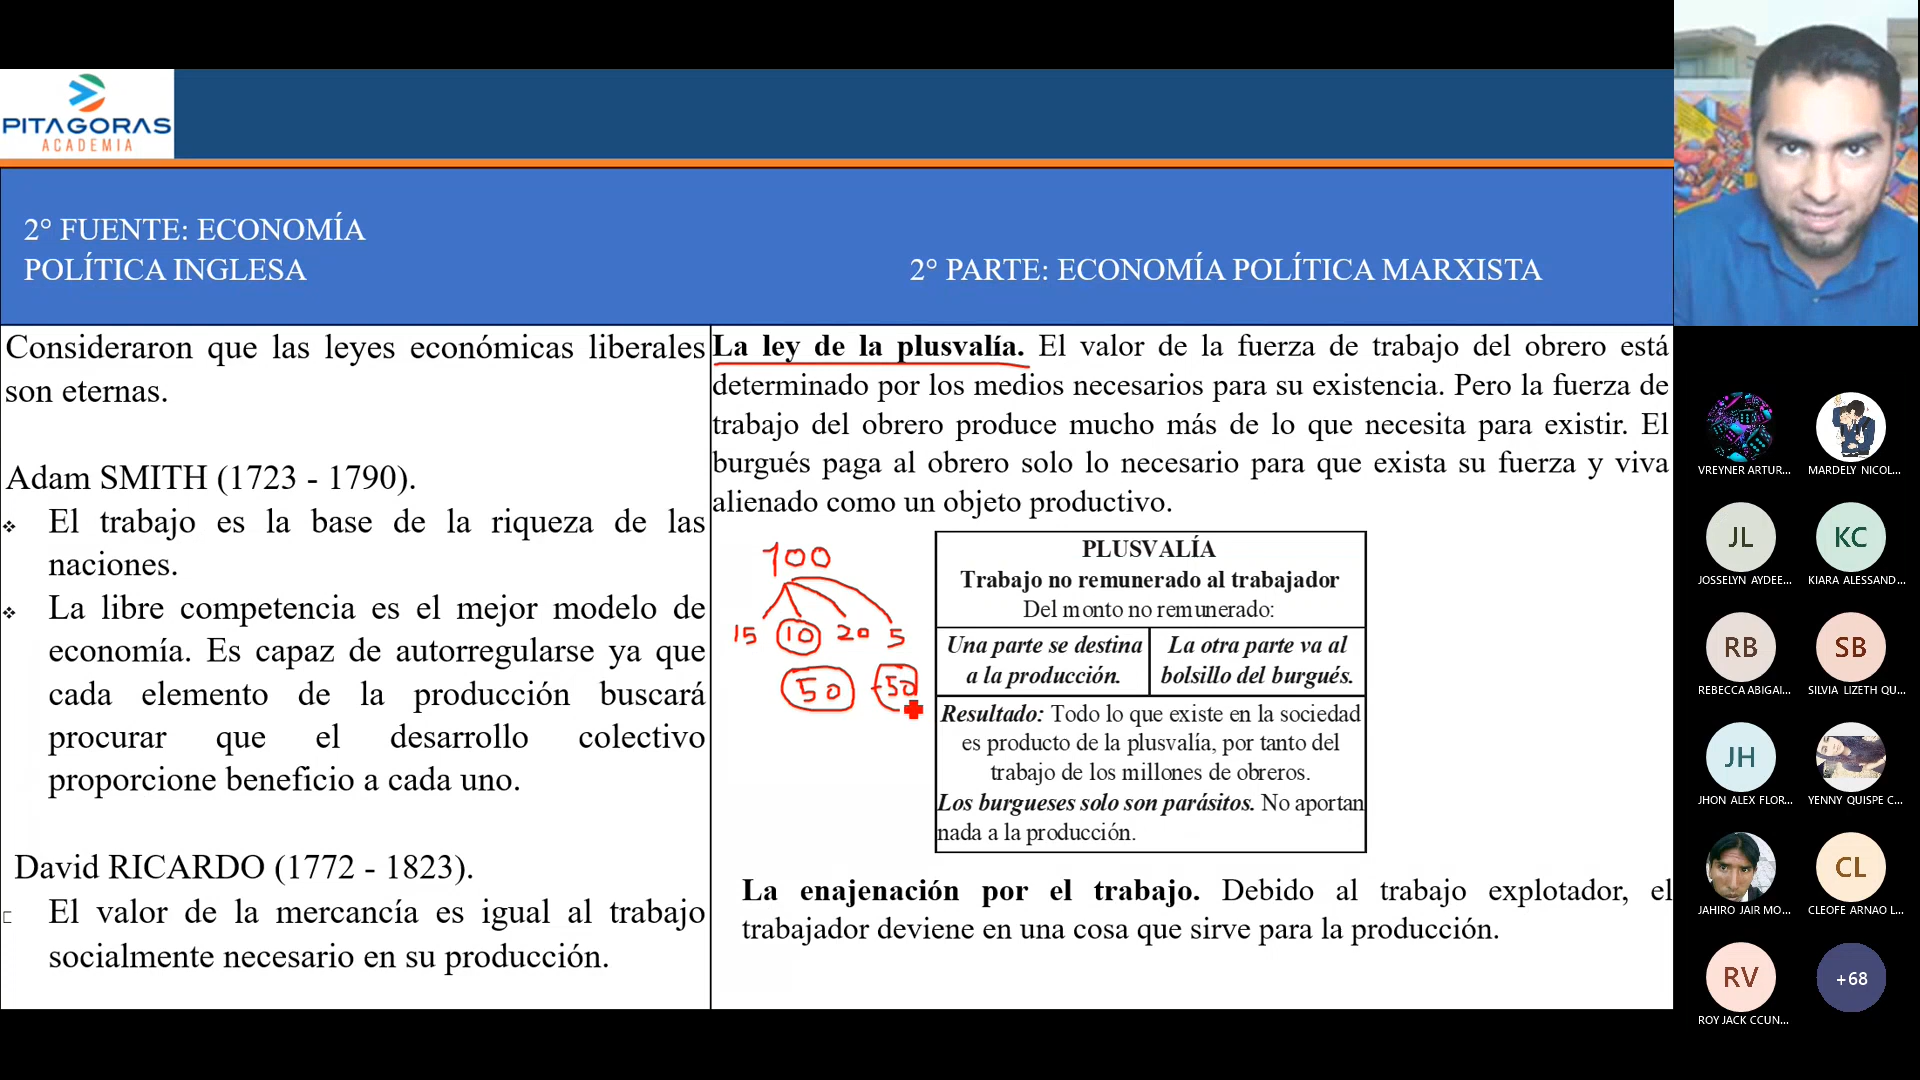 PITAGORAS
ACADEMIA
2° FUENTE: ECONOMÍA
POLÍTICA INGLESA
2° PARTE: ECONOMÍA POLÍTICA MARXISTA
Consideraron que las leyes económicas liberales
son eternas.
Adam SMITH (1723 - 1790).
❖ El trabajo es la base de la riqueza de las
naciones.
❖ La libre competencia es el mejor modelo de
economía. Es capaz de autorregularse ya que
cada elemento de la producción buscará
procurar que el desarrollo colectivo
proporcione beneficio a cada uno.
David RICARDO (1772 - 1823).
El valor de la mercancía es igual al trabajo
socialmente necesario en su producción.
La ley de la plusvalía. El valor de la fuerza de trabajo del obrero está
determinado por los medios necesarios para su existencia. Pero la fuerza de
trabajo del obrero produce mucho más de lo que necesita para existir. El
burgués paga al obrero solo lo necesario para que exista su fuerza y viva
alienado como un objeto productivo.
100
15 10 20 5
50 50
PLUSVALÍA
Trabajo no remunerado al trabajador
Del monto no remunerado:
Una parte se destina
a la producción.
La otra parte va al
bolsillo del burgués.
Resultado: Todo lo que existe en la sociedad
es producto de la plusvalía, por tanto del
trabajo de los millones de obreros.
Los burgueses solo son parásitos. No aportan
nada a la producción.
La enajenación por el trabajo. Debido al trabajo explotador, el
trabajador deviene en una cosa que sirve para la producción.
VREYNER ARTUR...
MARDELY NICOL...
JL
KC
JOSSELYN AYDEE...
KIARA ALESSAND...
RB
SB
REBECCA ABIGAI...
SILVIA LIZETH QU...
JH
JHON ALEX FLOR...
YENNY QUISPE C...
CL
JAHIRO JAIR MO...
CLEOFE ARNAO L...
RV
+68
ROY JACK CCUN...